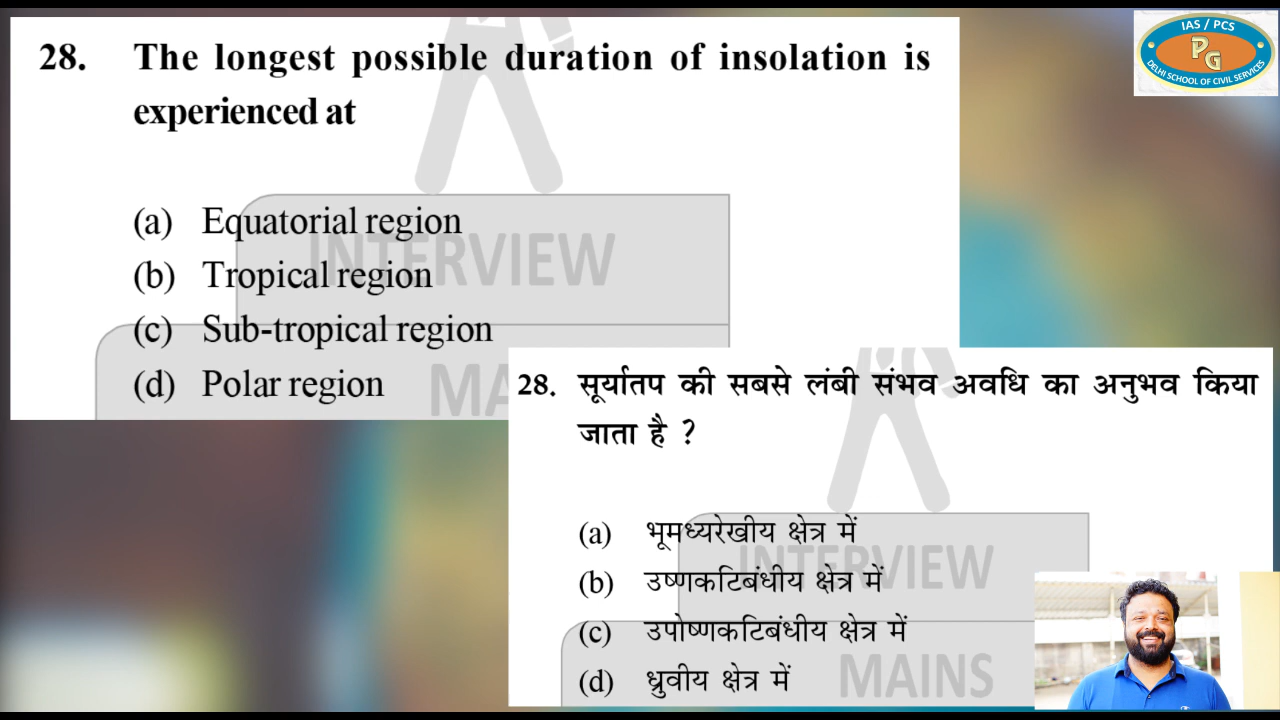 28. The longest possible duration of insolation is
experienced at
(a) Equatorial region
(b) Tropical region
(c) Sub-tropical region
(d) Polar region
INTERVIEW
MA
IAS / PCS
PG
DELHI SCHOOL OF CIVIL SERVICES
28. सूर्यातप की सबसे लंबी संभव अवधि का अनुभव किया
जाता है ?
(a) भूमध्यरेखीय क्षेत्र में
(b) उष्णकटिबंधीय क्षेत्र में
(c) उपोष्णकटिबंधीय क्षेत्र में
(d) ध्रुवीय क्षेत्र में
INTERVIEW
MAINS